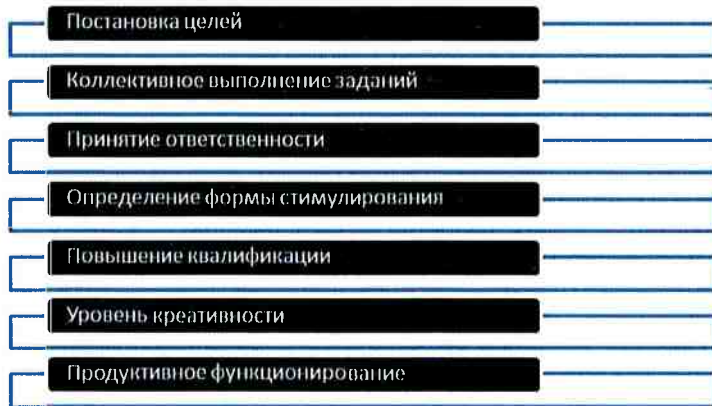 Постановка целей
Коллективное выполнение заданий
Принятие ответственности
Определение формы стимулирования
Повышение квалификации
Уровень креативности
Продуктивное функционирование